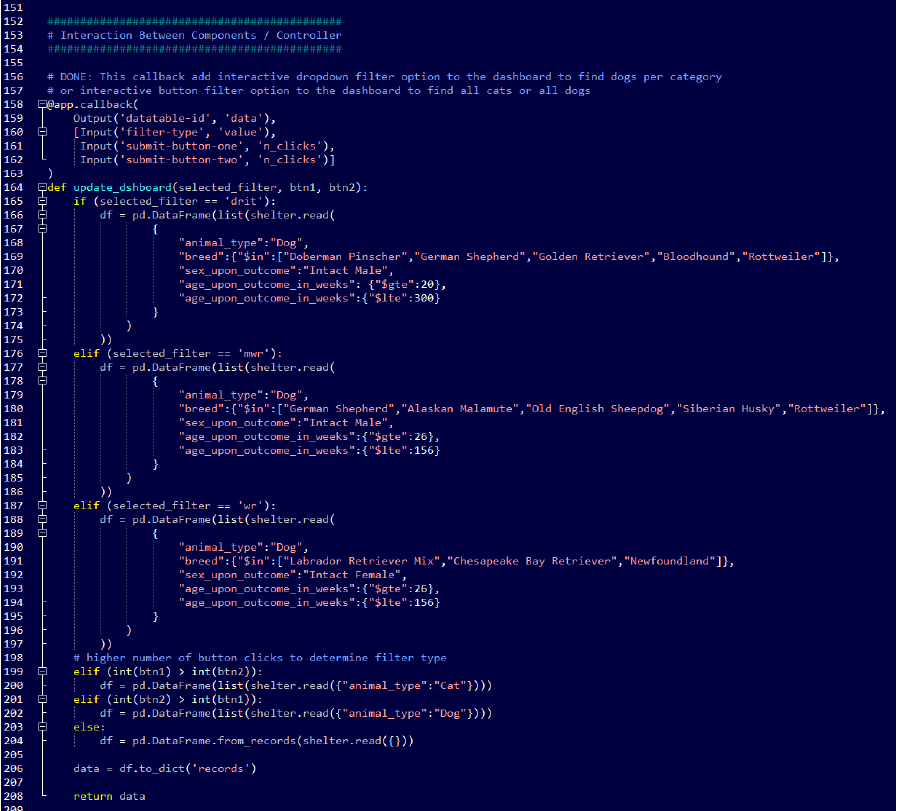 151
152 #############################################
153 # Interaction Between Components / Controller
154 #############################################
155
156 # DONE: This callback add interactive dropdown filter option to the dashboard to find dogs per category
157 # or interactive button filter option to the dashboard to find all cats or all dogs
158 @app.callback(
159     Output('datatable-id', 'data'),
160     [Input('filter-type', 'value'),
161      Input('submit-button-one', 'n_clicks'),
162      Input('submit-button-two', 'n_clicks')]
163 )
164 def update_dshboard(selected_filter, btn1, btn2):
165     if (selected_filter == 'drit'):
166         df = pd.DataFrame(list(shelter.read(
167                 {
168                     "animal_type":"Dog",
169                     "breed":{"$in":["Doberman Pinscher","German Shepherd","Golden Retriever","Bloodhound","Rottweiler"]},
170                     "sex_upon_outcome":"Intact Male",
171                     "age_upon_outcome_in_weeks": {"$gte":20},
172                     "age_upon_outcome_in_weeks":{"$lte":300}
173                 }
174             )
175         ))
176     elif (selected_filter == 'mwr'):
177         df = pd.DataFrame(list(shelter.read(
178                 {
179                     "animal_type":"Dog",
180                     "breed":{"$in":["German Shepherd","Alaskan Malamute","Old English Sheepdog","Siberian Husky","Rottweiler"]},
181                     "sex_upon_outcome":"Intact Male",
182                     "age_upon_outcome_in_weeks":{"$gte":26},
183                     "age_upon_outcome_in_weeks":{"$lte":156}
184                 }
185             )
186         ))
187     elif (selected_filter == 'wr'):
188         df = pd.DataFrame(list(shelter.read(
189                 {
190                     "animal_type":"Dog",
191                     "breed":{"$in":["Labrador Retriever Mix","Chesapeake Bay Retriever","Newfoundland"]},
192                     "sex_upon_outcome":"Intact Female",
193                     "age_upon_outcome_in_weeks":{"$gte":26},
194                     "age_upon_outcome_in_weeks":{"$lte":156}
195                 }
196             )
197         ))
198     # higher number of button clicks to determine filter type
199     elif (int(btn1) > int(btn2)):
200         df = pd.DataFrame(list(shelter.read({"animal_type":"Cat"})))
201     elif (int(btn2) > int(btn1)):
202         df = pd.DataFrame(list(shelter.read({"animal_type":"Dog"})))
203     else:
204         df = pd.DataFrame.from_records(shelter.read({}))
205
206     data = df.to_dict('records')
207
208     return data
209